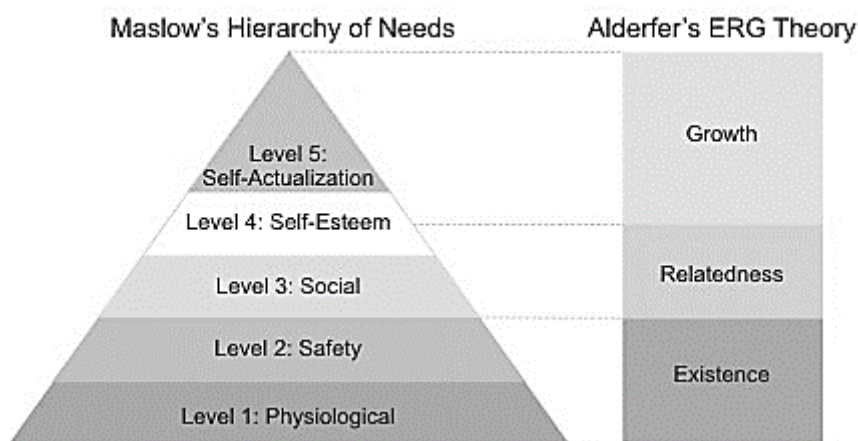 Maslow's Hierarchy of Needs
Alderfer's ERG Theory
Level 5:
Self-Actualization
Level 4: Self-Esteem
Level 3: Social
Level 2: Safety
Level 1: Physiological
Growth
Relatedness
Existence